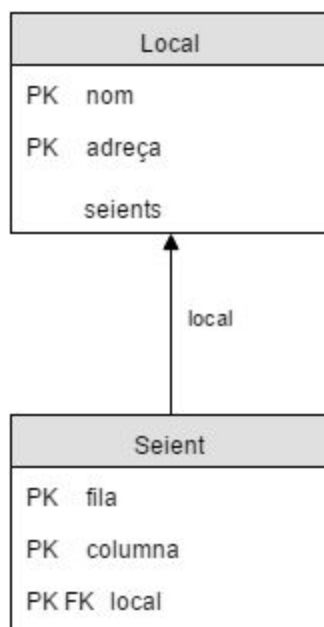 Local
PK nom
PK adreça
seients
local
Seient
PK fila
PK columna
PK FK local